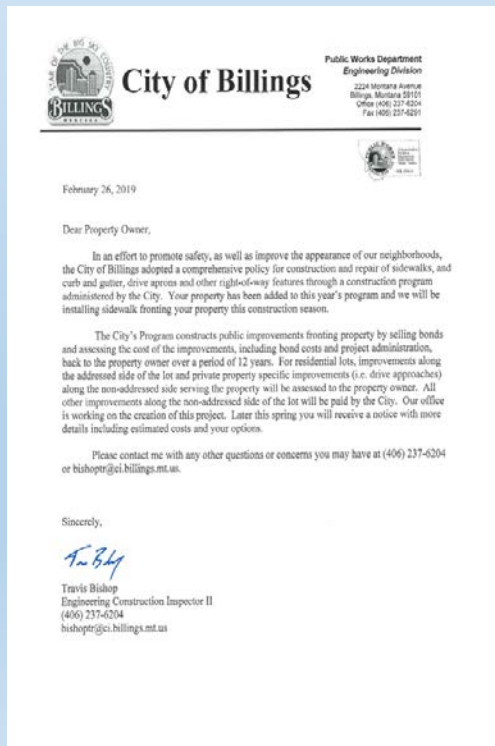 STAR OF THE BIG SKY COUNTRY
BILLINGS
MONTANA
City of Billings
Public Works Department
Engineering Division
2224 Montana Avenue
Billings, Montana 59101
Office (406) 237-6204
Fax (406) 237-6291
February 26, 2019
Dear Property Owner,
In an effort to promote safety, as well as improve the appearance of our neighborhoods,
the City of Billings adopted a comprehensive policy for construction and repair of sidewalks, and
curb and gutter, drive aprons and other right-of-way features through a construction program
administered by the City. Your property has been added to this year's program and we will be
installing sidewalk fronting your property this construction season.
The City's Program constructs public improvements fronting property by selling bonds
and assessing the cost of the improvements, including bond costs and project administration,
back to the property owner over a period of 12 years. For residential lots, improvements along
the addressed side of the lot and private property specific improvements (i.e. drive approaches)
along the non-addressed side serving the property will be assessed to the property owner. All
other improvements along the non-addressed side of the lot will be paid by the City. Our office
is working on the creation of this project. Later this spring you will receive a notice with more
details including estimated costs and your options.
Please contact me with any other questions or concerns you may have at (406) 237-6204
or bishoptr@ci.billings.mt.us.
Sincerely,
Travis Bishop
Engineering Construction Inspector II
(406) 237-6204
bishoptr@ci.billings.mt.us